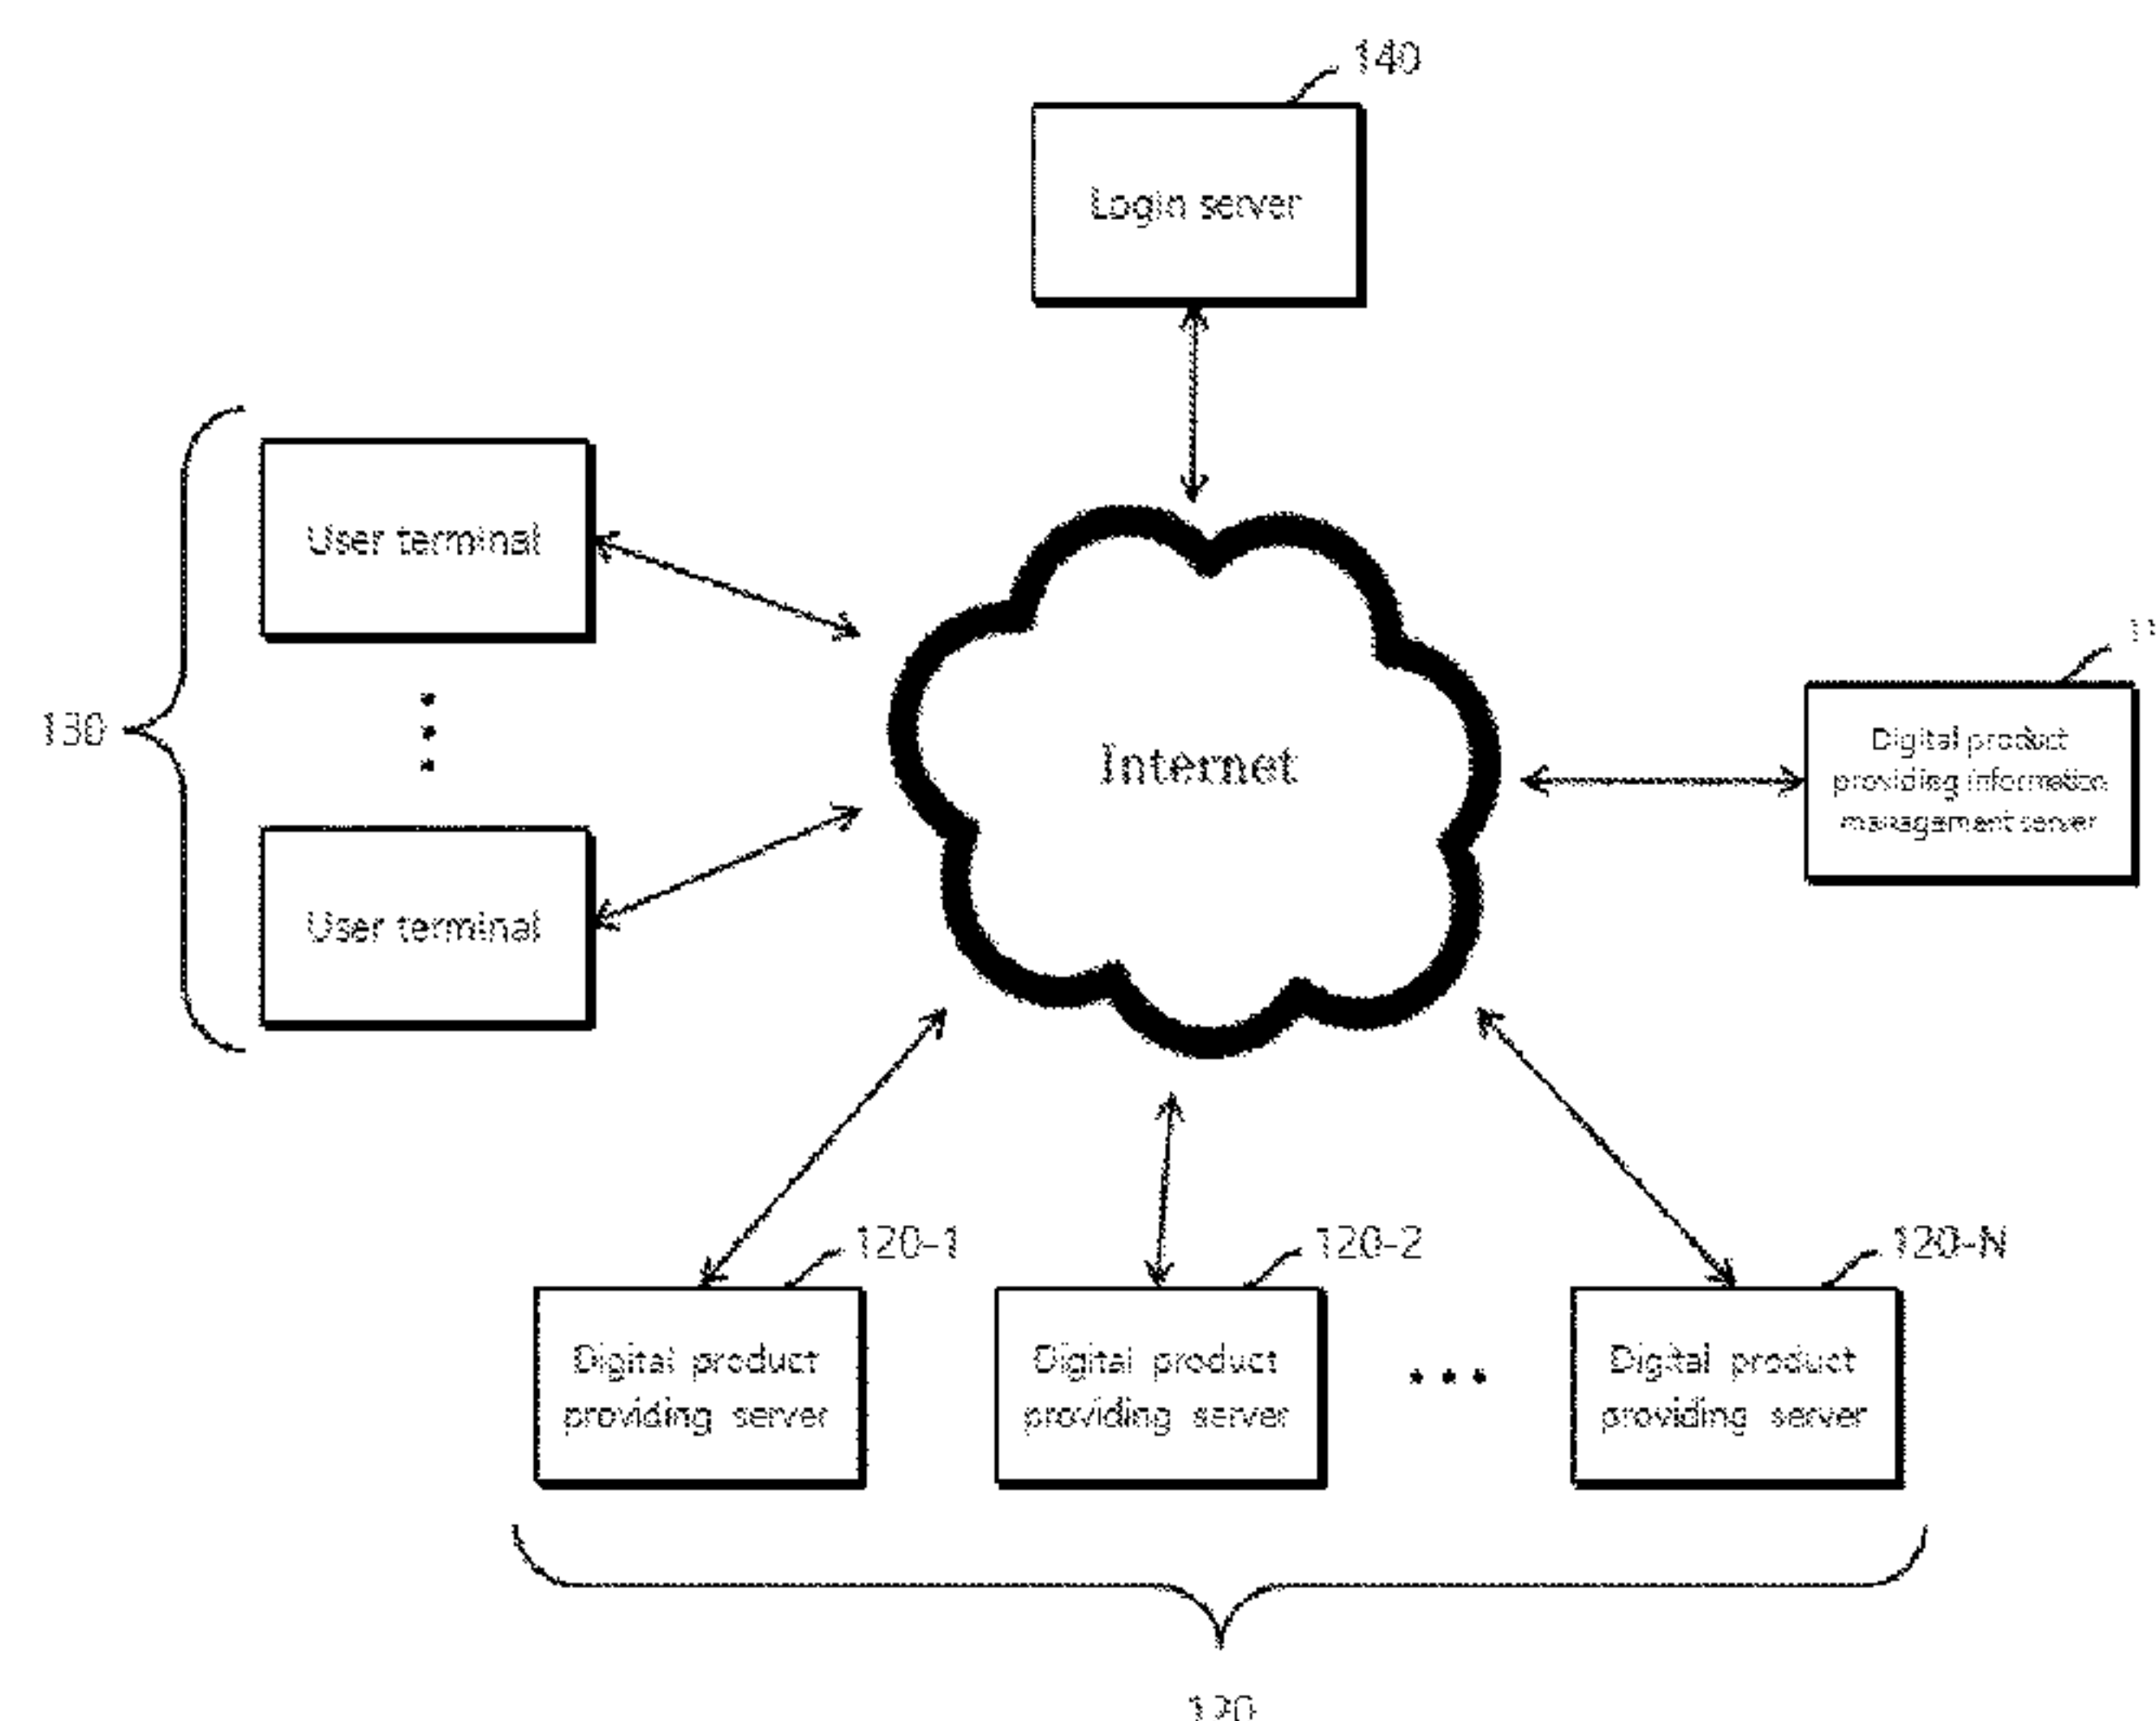 140
Login server
User terminal
130
Internet
Digital product
providing information
management server
User terminal
120-1
120-2
120-N
Digital product
providing server
Digital product
providing server
Digital product
providing server
120